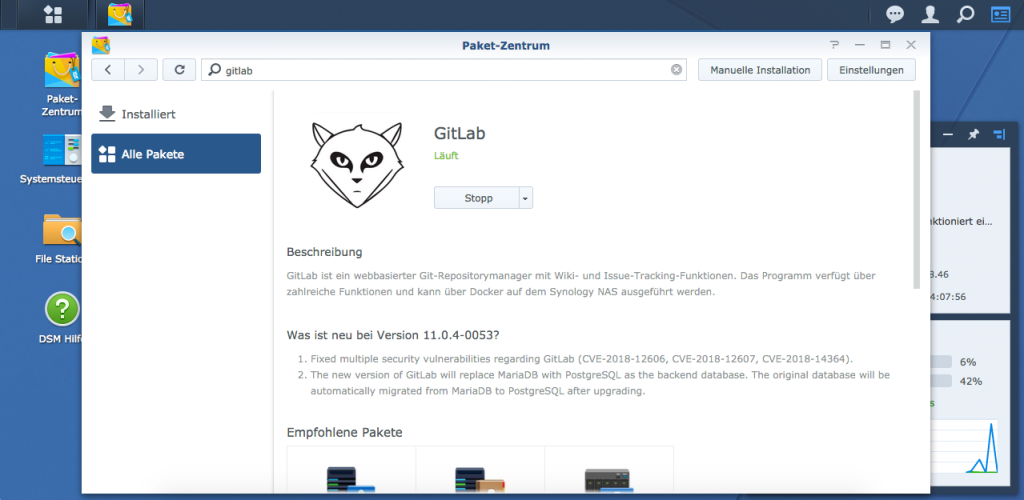 Paket-Zentrum
gitlab
Manuelle Installation
Einstellungen
Paket-
Zentrum
Systemsteue
File Static
DSM Hilf
Installiert
Alle Pakete
GitLab
Läuft
Stopp
Beschreibung
GitLab ist ein webbasierter Git-Repositorymanager mit Wiki- und Issue-Tracking-Funktionen. Das Programm verfügt über
zahlreiche Funktionen und kann über Docker auf dem Synology NAS ausgeführt werden.
Was ist neu bei Version 11.0.4-0053?
1. Fixed multiple security vulnerabilities regarding GitLab (CVE-2018-12606, CVE-2018-12607, CVE-2018-14364).
2. The new version of GitLab will replace MariaDB with PostgreSQL as the backend database. The original database will be
automatically migrated from MariaDB to PostgreSQL after upgrading.
Empfohlene Pakete
nktioniert ei...
.46
:07:56
6%
42%